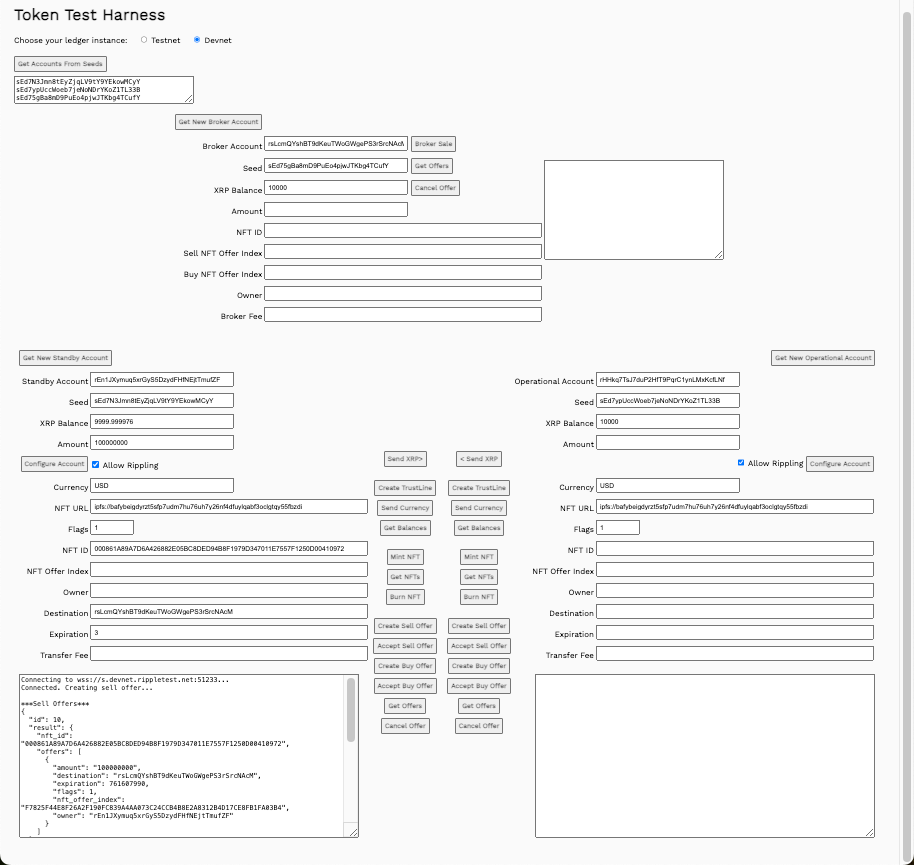 Token Test Harness
Choose your ledger instance: Testnet Devnet
Get Accounts From Seeds
sEd7N3Jmn8tEyZjqLV9tY9YEkowMCyY
sEd7ypUccWoeb7jeNoNDrYKoZ1TL33B
sEd75gBa8mD9PuEo4pjwJTKbg4TCufY
Get New Broker Account
Broker Account rsLcmQYshBT9dKeuTWoGWgePS3rSrcNAcM Broker Sale
Seed sEd75gBa8mD9PuEo4pjwJTKbg4TCufY Get Offers
XRP Balance 10000 Cancel Offer
Amount
NFT ID
Sell NFT Offer Index
Buy NFT Offer Index
Owner
Broker Fee
Get New Standby Account
Standby Account rEn1JXymuq5xrGyS5DzydFHfNEjtTmufZF
Seed sEd7N3Jmn8tEyZjqLV9tY9YEkowMCyY
XRP Balance 9999.999976
Amount 100000000
Configure Account Allow Rippling
Currency USD
NFT URL ipfs://bafybeigdyrzt5sfp7udm7hu76uh7y26nf4dfuylqabf3oclgtqy55fbzdi
Flags 1
NFT ID 000861A89A7D6A426882E05BC8DED94B8F1979D347011E7557F1250D00410972
NFT Offer Index
Owner
Destination rsLcmQYshBT9dKeuTWoGWgePS3rSrcNAcM
Expiration 3
Transfer Fee
Connecting to wss://s.devnet.rippletest.net:51233...
Connected. Creating sell offer...
***Sell Offers***
{
"id": 10,
"result": {
"nft_id":
"000861A89A7D6A426882E05BC8DED94B8F1979D347011E7557F1250D00410972",
"offers": [
{
"amount": "100000000",
"destination": "rsLcmQYshBT9dKeuTWoGWgePS3rSrcNAcM",
"expiration": 761607990,
"flags": 1,
"nft_offer_index":
"F7825F44E8F26A2F190FC839A4AA073C24CCB4B8E2A8312B4D17CE8FB1FA03B4",
"owner": "rEn1JXymuq5xrGyS5DzydFHfNEjtTmufZF"
}
]
Send XRP> < Send XRP
Create TrustLine Create TrustLine
Send Currency Send Currency
Get Balances Get Balances
Mint NFT Mint NFT
Get NFTs Get NFTs
Burn NFT Burn NFT
Create Sell Offer Create Sell Offer
Accept Sell Offer Accept Sell Offer
Create Buy Offer Create Buy Offer
Accept Buy Offer Accept Buy Offer
Get Offers Get Offers
Cancel Offer Cancel Offer
Get New Operational Account
Operational Account rHHkq7TsJ7duP2HfT9PqrC1ynLMxKcfLNf
Seed sEd7ypUccWoeb7jeNoNDrYKoZ1TL33B
XRP Balance 10000
Amount
Allow Rippling Configure Account
Currency USD
NFT URL ipfs://bafybeigdyrzt5sfp7udm7hu76uh7y26nf4dfuylqabf3oclgtqy55fbzdi
Flags 1
NFT ID
NFT Offer Index
Owner
Destination
Expiration
Transfer Fee